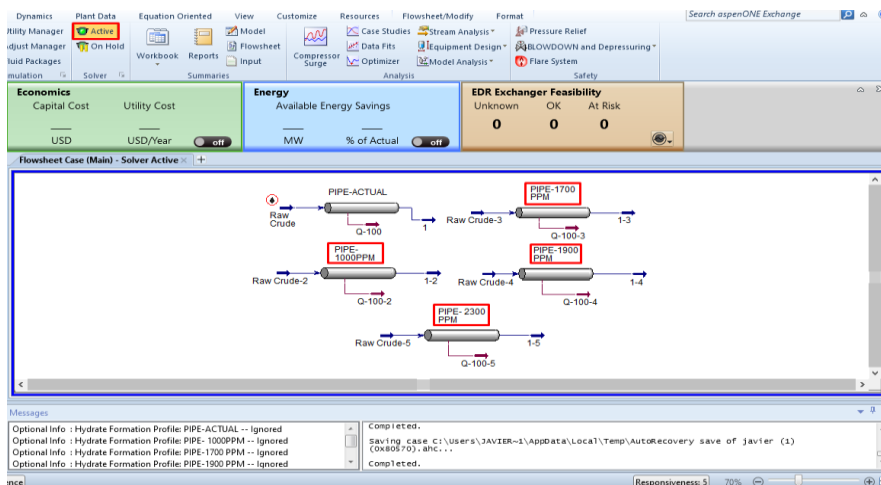 Dynamics Plant Data Equation Oriented View Customize Resources Flowsheet/Modify Format Search aspenONE Exchange
Utility Manager Active Model Case Studies Stream Analysis Pressure Relief
Adjust Manager On Hold Workbook Reports Flowsheet Compressor Surge Data Fits Equipment Design BLOWDOWN and Depressuring
Fluid Packages Input Optimizer Model Analysis Flare System
mulation Solver Summaries Analysis Safety
Economics Energy EDR Exchanger Feasibility
Capital Cost Utility Cost Available Energy Savings Unknown OK At Risk
0 0 0
USD USD/Year off MW % of Actual off
Flowsheet Case (Main) - Solver Active × +
PIPE-ACTUAL
Raw
Crude
Q-100
1
PIPE-1700
PPM
Raw Crude-3
1-3
Q-100-3
PIPE-
1000PPM
Raw Crude-2
1-2
Q-100-2
PIPE-1900
PPM
Raw Crude-4
1-4
Q-100-4
PIPE- 2300
PPM
Raw Crude-5
1-5
Q-100-5
Messages
Optional Info : Hydrate Formation Profile: PIPE-ACTUAL -- Ignored
Optional Info : Hydrate Formation Profile: PIPE- 1000PPM -- Ignored
Optional Info : Hydrate Formation Profile: PIPE-1700 PPM -- Ignored
Optional Info : Hydrate Formation Profile: PIPE-1900 PPM -- Ignored
Completed.
Saving case C:\Users\JAVIER~1\AppData\Local\Temp\AutoRecovery save of javier (1)
(0x80570).ahc...
Completed.
ence Responsiveness: 5 70%